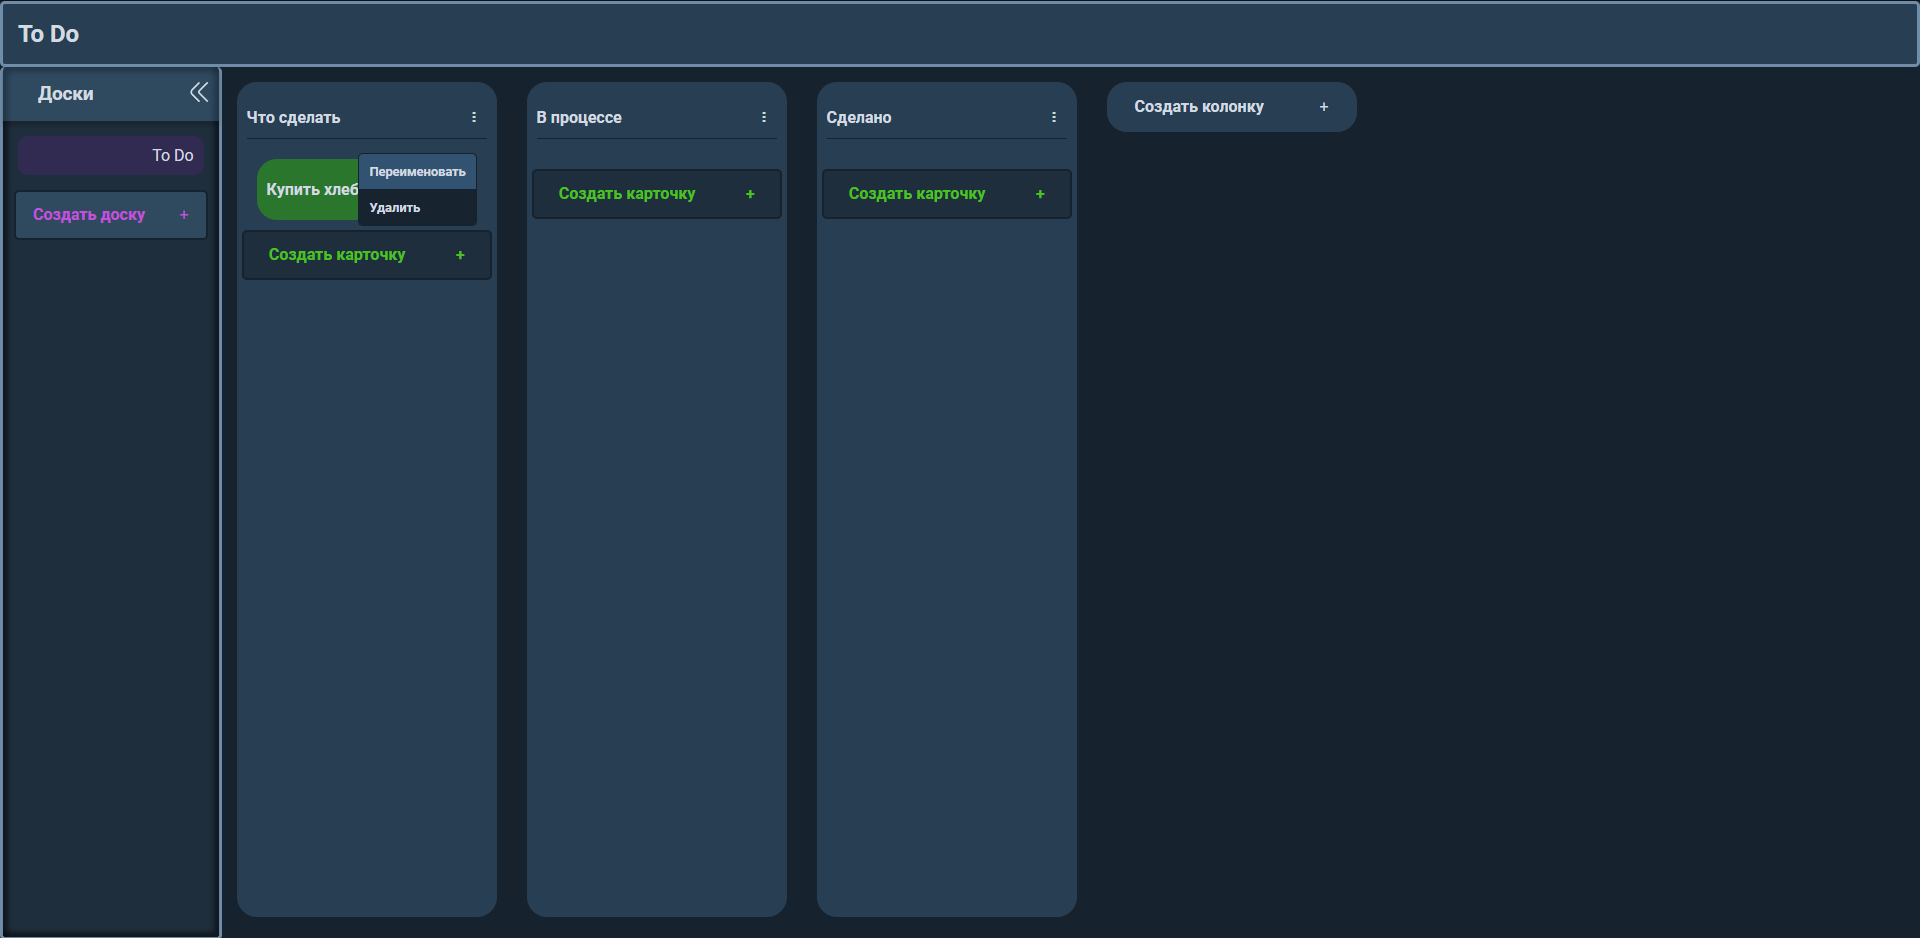 To Do
Доски
To Do
Создать доску +
Что сделать
Купить хлеб
Переименовать
Удалить
Создать карточку +
В процессе
Создать карточку +
Сделано
Создать карточку +
Создать колонку +